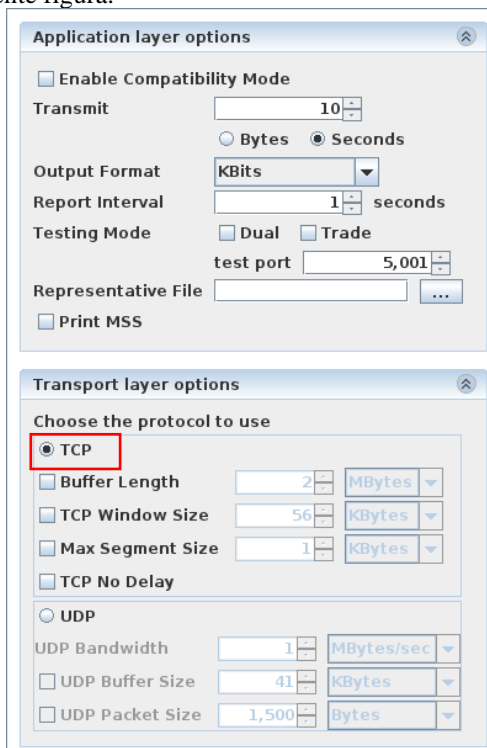 ente figura.
Application layer options
Enable Compatibility Mode
Transmit 10
Bytes Seconds
Output Format KBits
Report Interval 1 seconds
Testing Mode Dual Trade
test port 5,001
Representative File ...
Print MSS
Transport layer options
Choose the protocol to use
TCP
Buffer Length 2 MBytes
TCP Window Size 56 KBytes
Max Segment Size 1 KBytes
TCP No Delay
UDP
UDP Bandwidth 1 MBytes/sec
UDP Buffer Size 41 KBytes
UDP Packet Size 1,500 Bytes